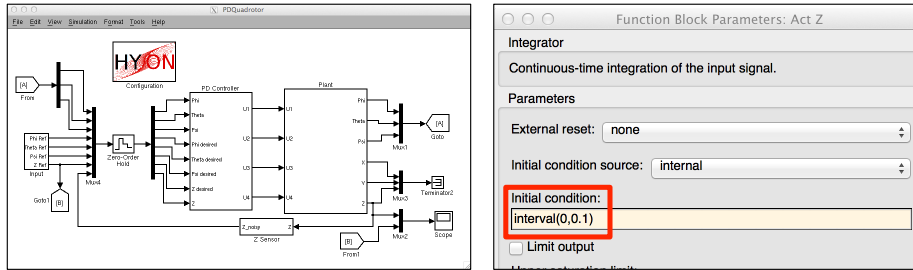 PDQuadrotor
File Edit View Simulation Format Tools Help
HYON
Configuration
[A]
From
Phi Ref
Theta Ref
Psi Ref
Z Ref
Input
Goto1
[B]
Mux4
Zero-Order
Hold
PD Controller
Phi
Theta
Psi
Phi desired
Theta desired
Psi desired
Z desired
Z
U1
U2
U3
U4
Plant
U1
U2
U3
U4
Phi
Theta
Psi
X
Y
Z
Mux1
[A]
Goto
Mux3
Terminator2
Z_noisy Z
Z Sensor
[B]
From1
Mux2
Scope
Function Block Parameters: Act Z
Integrator
Continuous-time integration of the input signal.
Parameters
External reset: none
Initial condition source: internal
Initial condition:
interval(0,0.1)
Limit output
Upper saturation limit: